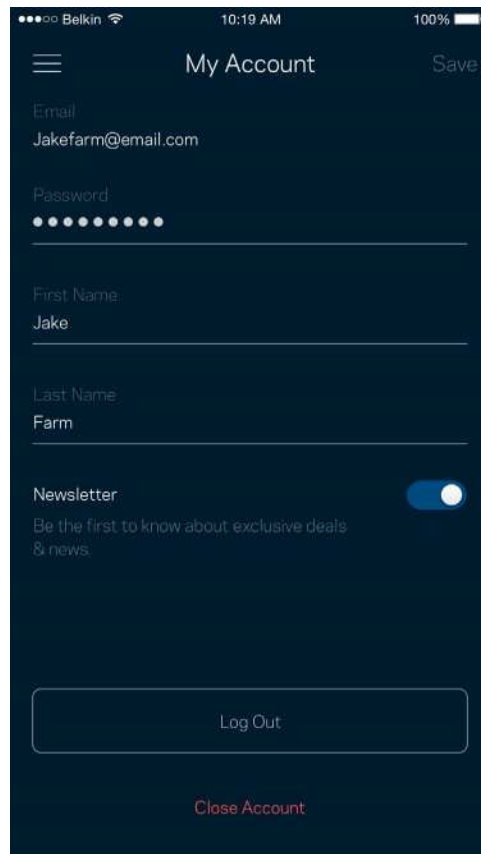 Belkin 10:19 AM 100%
My Account Save
Email
Jakefarm@email.com
Password
●●●●●●●●●
First Name
Jake
Last Name
Farm
Newsletter
Be the first to know about exclusive deals
& news.
Log Out
Close Account